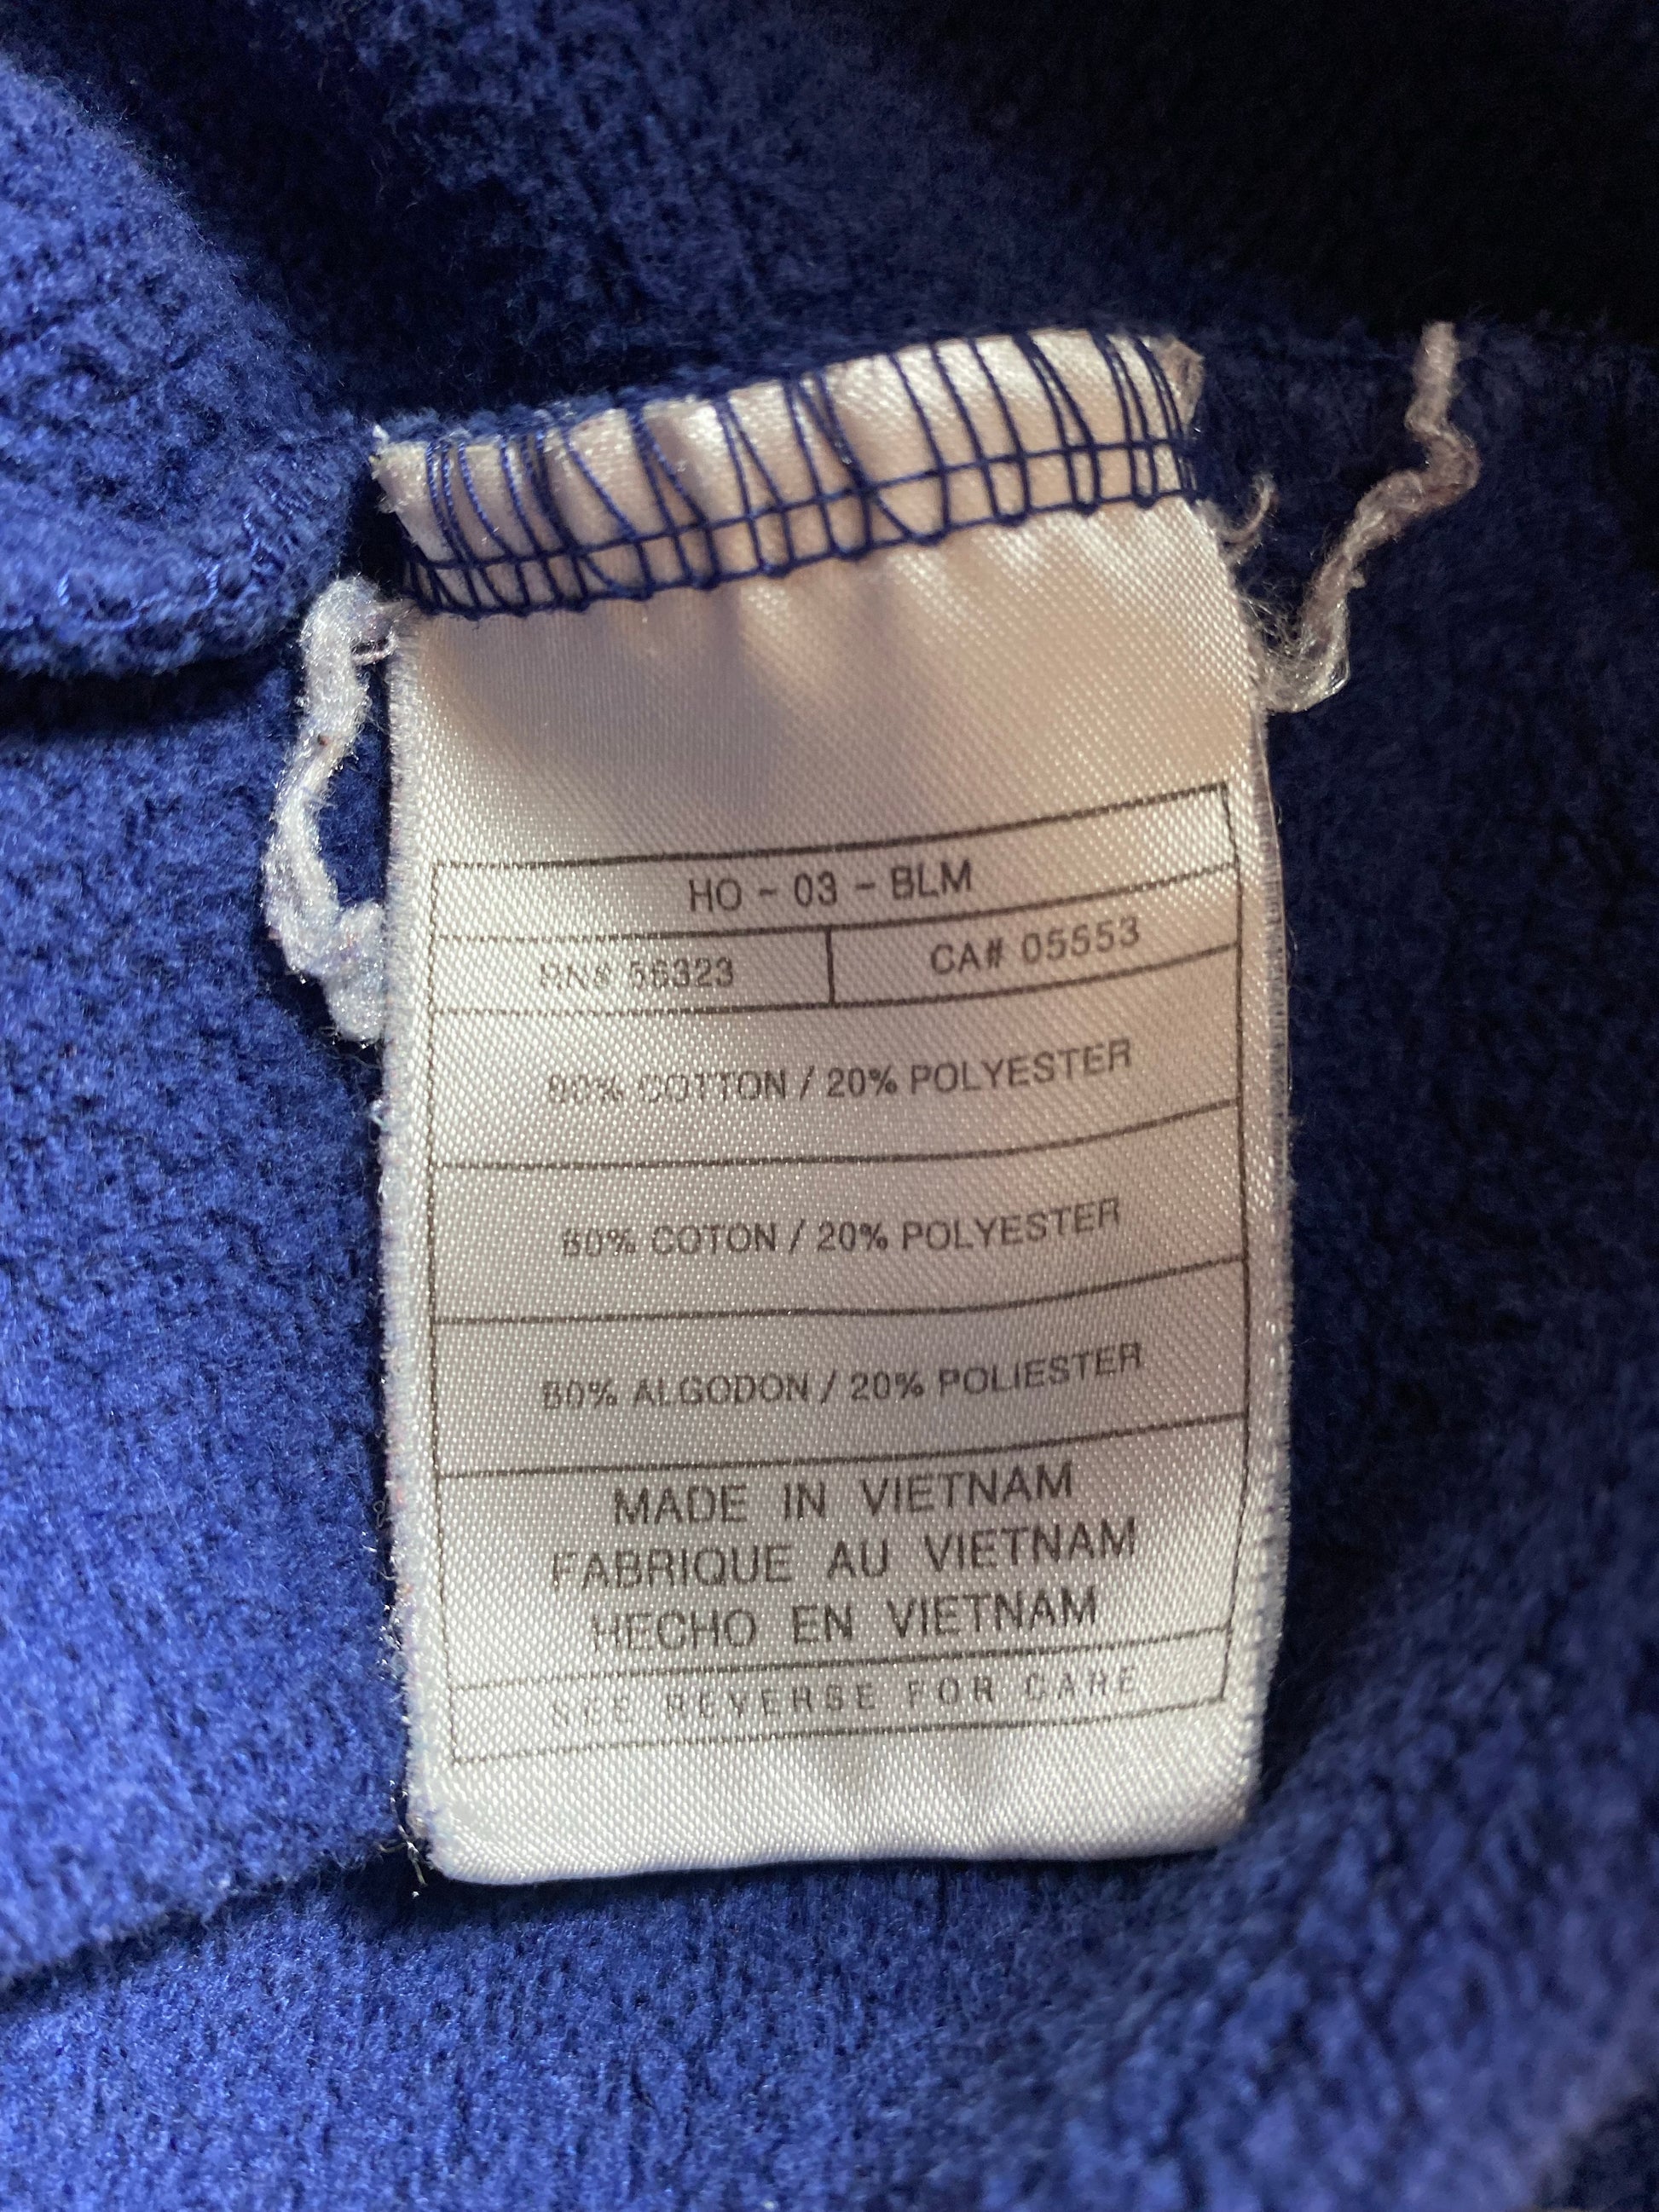 HO - 03 - BLM
RN# 56323 CA# 05553
80% COTTON / 20% POLYESTER
80% COTON / 20% POLYESTER
80% ALGODON / 20% POLIESTER
MADE IN VIETNAM
FABRIQUE AU VIETNAM
HECHO EN VIETNAM
SEE REVERSE FOR CARE